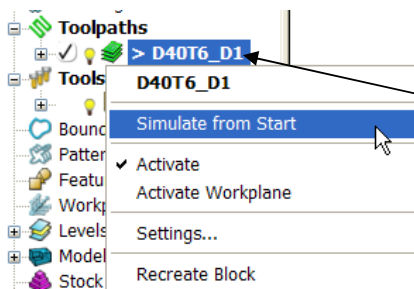 Toolpaths
> D40T6_D1
Tools
D40T6_D1
Bound
Simulate from Start
Patter
Activate
Featu
Activate Workplane
Workp
Levels
Settings...
Model
Recreate Block
Stock